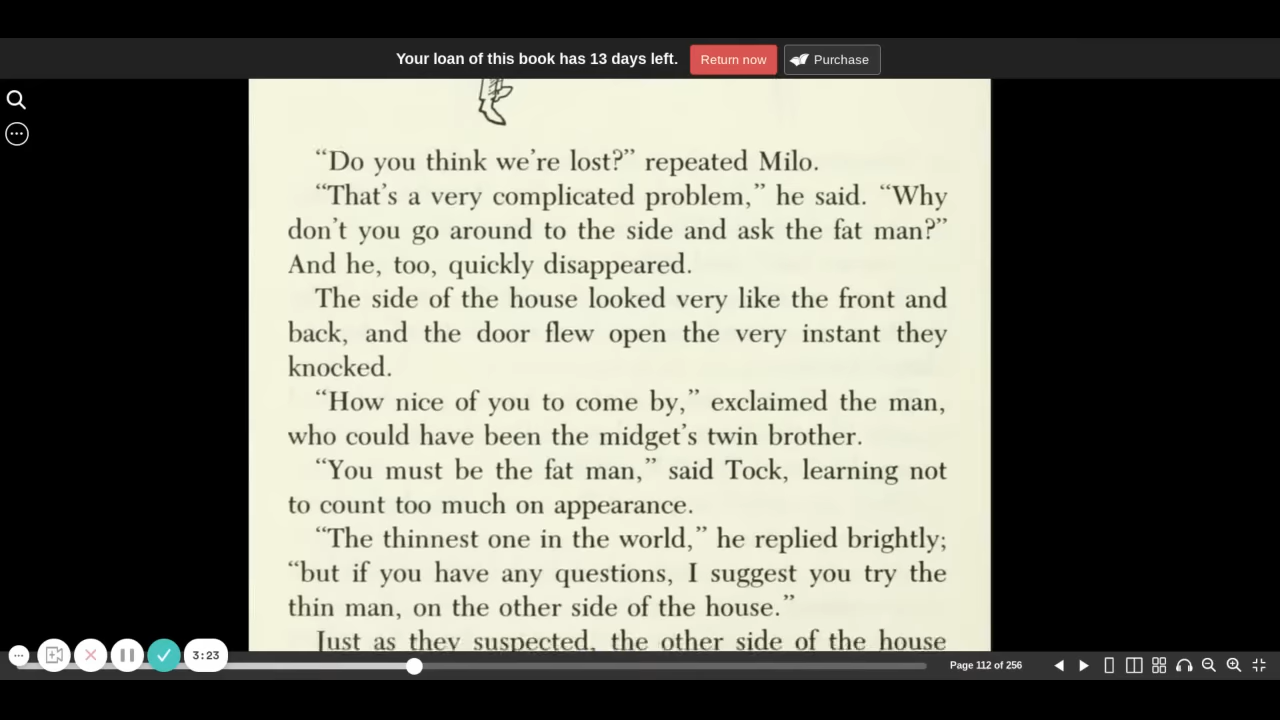 Your loan of this book has 13 days left. Return now Purchase
“Do you think we’re lost?” repeated Milo.
“That’s a very complicated problem,” he said. “Why
don’t you go around to the side and ask the fat man?”
And he, too, quickly disappeared.
The side of the house looked very like the front and
back, and the door flew open the very instant they
knocked.
“How nice of you to come by,” exclaimed the man,
who could have been the midget’s twin brother.
“You must be the fat man,” said Tock, learning not
to count too much on appearance.
“The thinnest one in the world,” he replied brightly;
“but if you have any questions, I suggest you try the
thin man, on the other side of the house.”
Just as they suspected, the other side of the house
3:23
Page 112 of 256